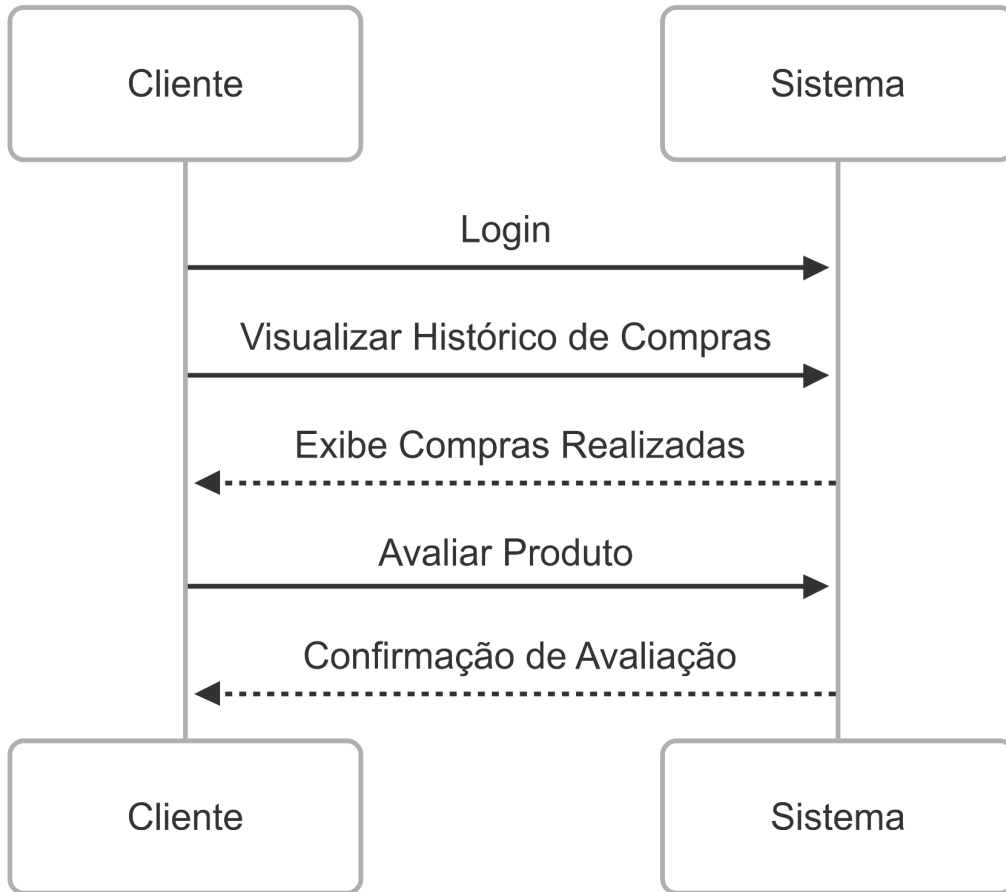 Cliente
Sistema
Login
Visualizar Histórico de Compras
Exibe Compras Realizadas
Avaliar Produto
Confirmação de Avaliação
Cliente
Sistema